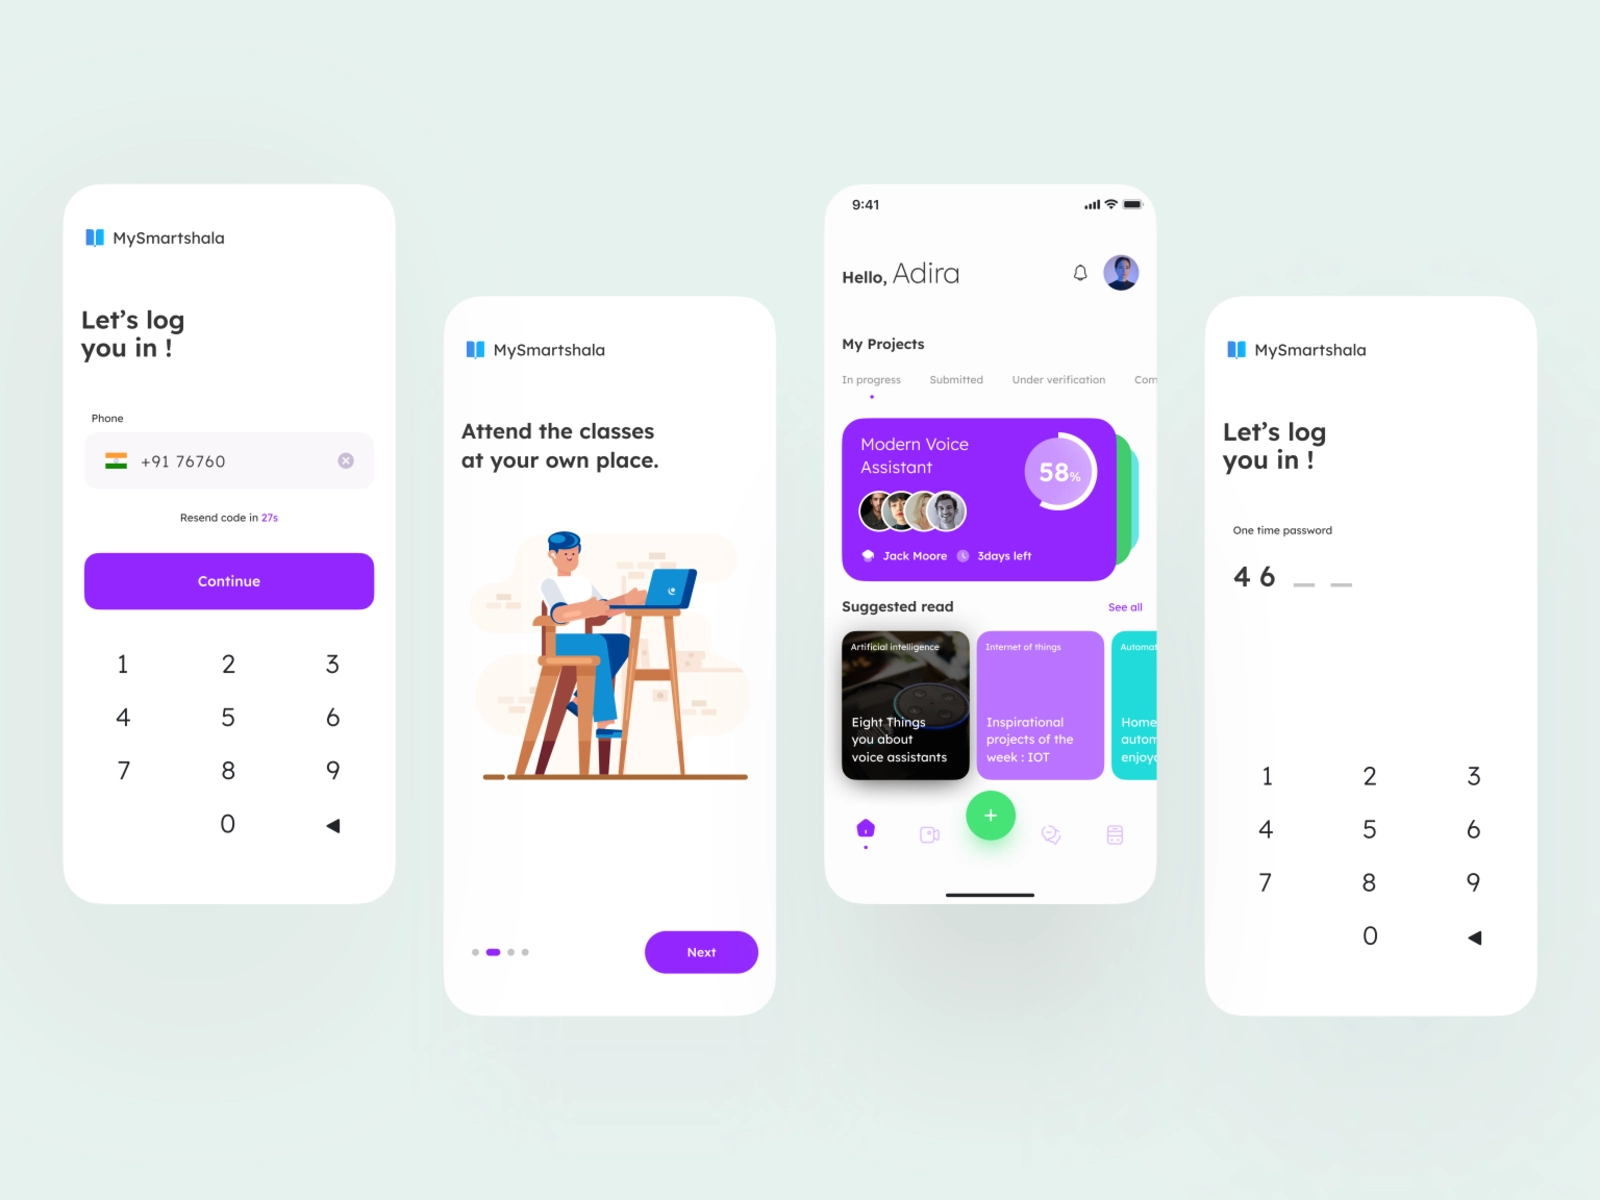 MySmartshala
Let's log
you in !
Phone
+91 76760
Resend code in 27s
Continue
1 2 3
4 5 6
7 8 9
0
MySmartshala
Attend the classes
at your own place.
Next
9:41
Hello, Adira
My Projects
In progress Submitted Under verification Com
Modern Voice
Assistant
58%
Jack Moore 3days left
Suggested read See all
Artificial intelligence
Eight Things
you about
voice assistants
Internet of things
Inspirational
projects of the
week : IOT
Automat
Home
autom
enjoyo
+
MySmartshala
Let's log
you in !
One time password
4 6 _ _
1 2 3
4 5 6
7 8 9
0